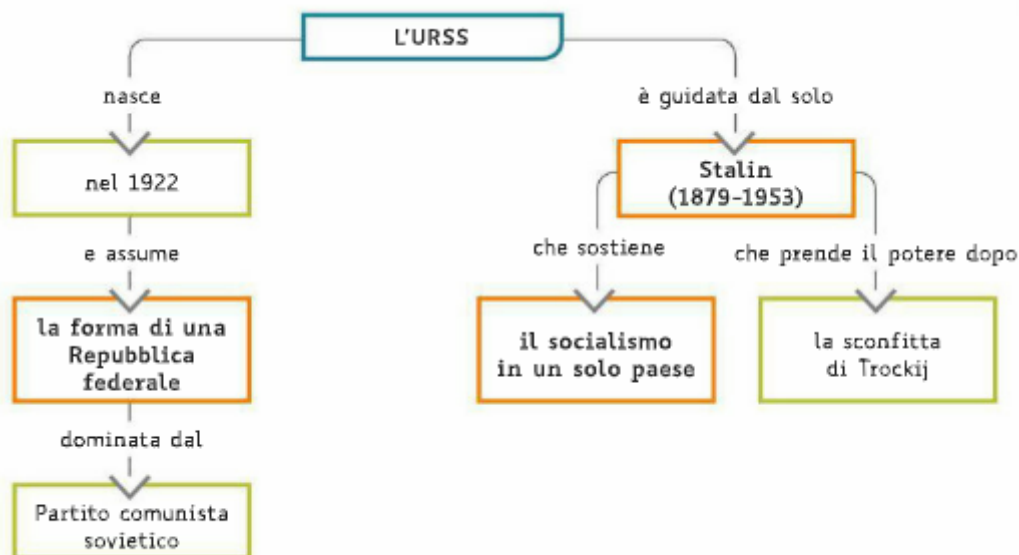 L'URSS
nasce
nel 1922
e assume
la forma di una
Repubblica
federale
dominata dal
Partito comunista
sovietico
è guidata dal solo
Stalin
(1879-1953)
che sostiene
il socialismo
in un solo paese
che prende il potere dopo
la sconfitta
di Trockij